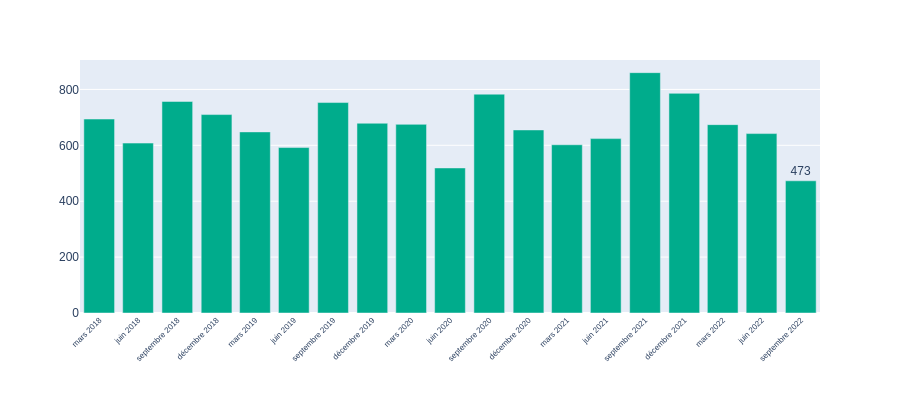 800
600
400
200
0
473
mars 2018
juin 2018
septembre 2018
décembre 2018
mars 2019
juin 2019
septembre 2019
décembre 2019
mars 2020
juin 2020
septembre 2020
décembre 2020
mars 2021
juin 2021
septembre 2021
décembre 2021
mars 2022
juin 2022
septembre 2022